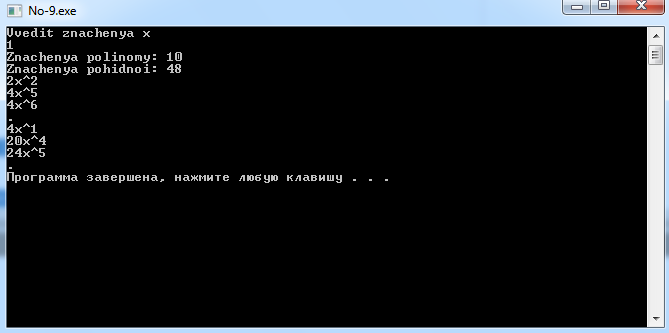 No-9.exe
Vvedit znachenya x
1
Znachenya polinomy: 10
Znachenya pohidnoi: 48
2x^2
4x^5
4x^6
.
4x^1
20x^4
24x^5
.
Программа завершена, нажмите любую клавишу . . .